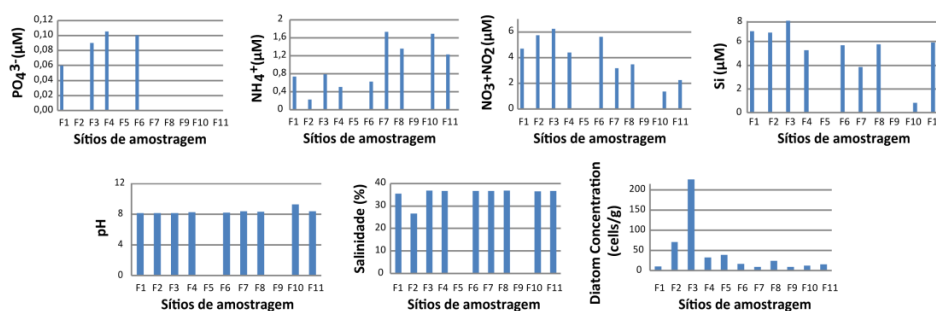 PO₄³⁻(µM)
0,12
0,10
0,08
0,06
0,04
0,02
0,00
F1 F2 F3 F4 F5 F6 F7 F8 F9 F10 F11
Sítios de amostragem
NH₄⁺(µM)
2
1,6
1,2
0,8
0,4
0
F1 F2 F3 F4 F5 F6 F7 F8 F9 F10 F11
Sítios de amostragem
NO₃+NO₂ (µM)
6
4
2
0
F1 F2 F3 F4 F5 F6 F7 F8 F9 F10 F11
Sítios de amostragem
Si (µM)
8
6
4
2
0
F1 F2 F3 F4 F5 F6 F7 F8 F9 F10 F1
Sítios de amostragem
pH
12
8
4
0
F1 F2 F3 F4 F5 F6 F7 F8 F9 F10 F11
Sítios de amostragem
Salinidade (%)
40
30
20
10
0
F1 F2 F3 F4 F5 F6 F7 F8 F9 F10 F11
Sítios de amostragem
Diatom Concentration
(cells/g)
200
150
100
50
0
F1 F2 F3 F4 F5 F6 F7 F8 F9 F10 F11
Sítios de amostragem